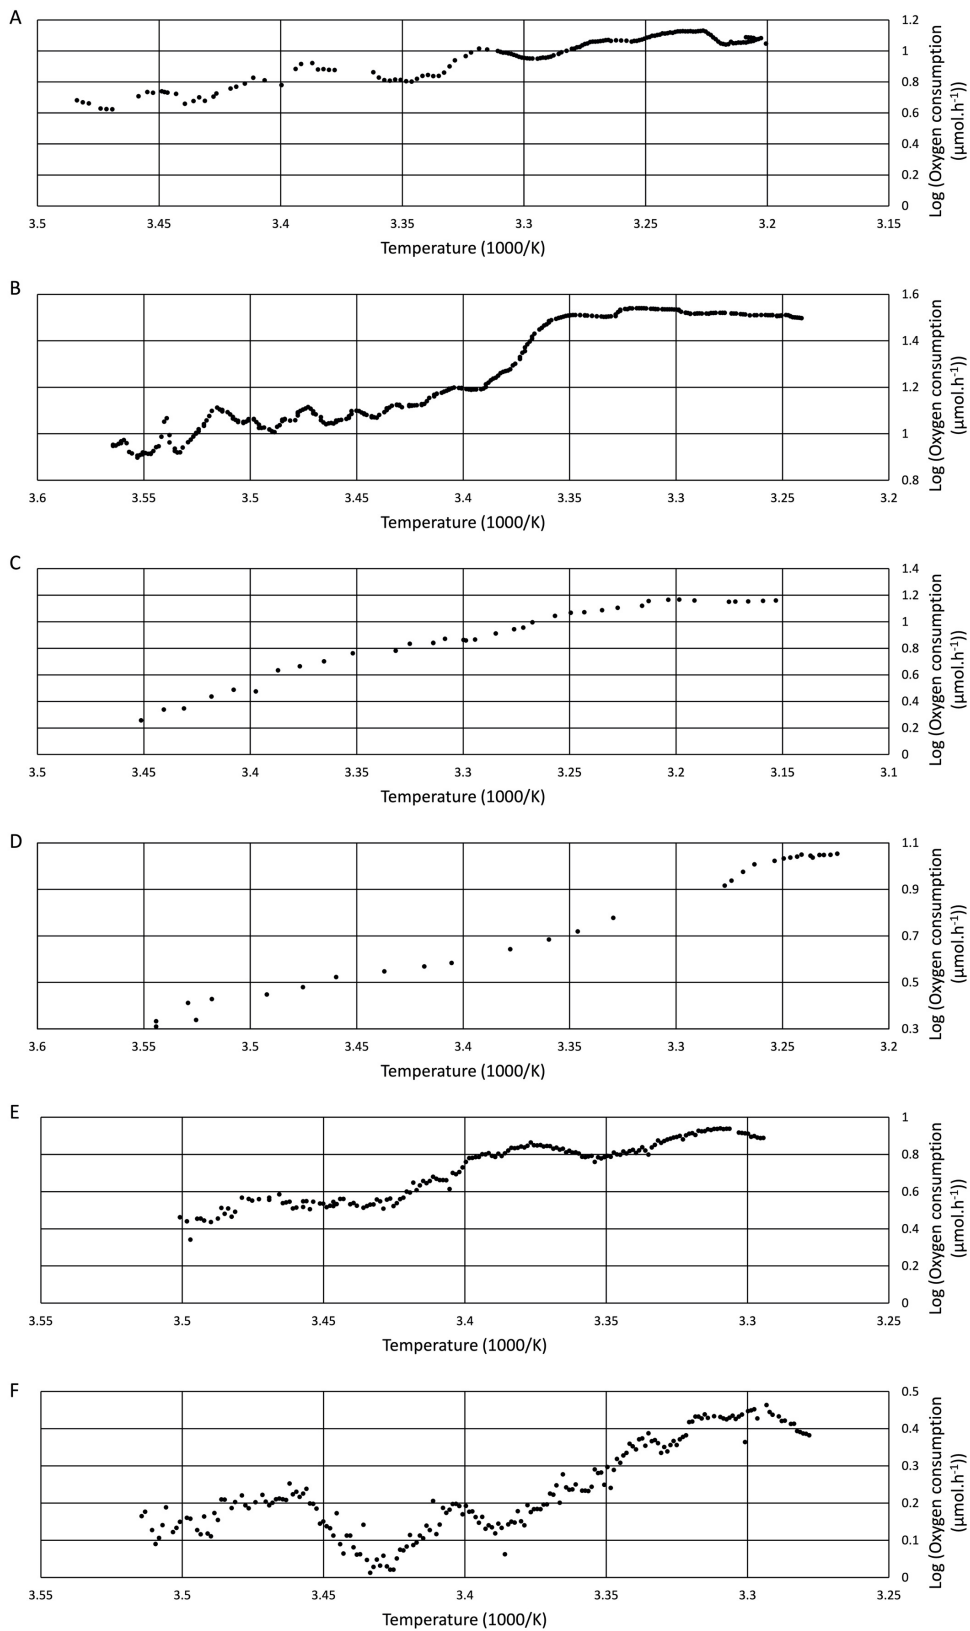 A
1.2
1
0.8
0.6
0.4
0.2
0
3.5 3.45 3.4 3.35 3.3 3.25 3.2 3.15
Temperature (1000/K)
Log (Oxygen consumption
(µmol.h-1))
B
1.6
1.4
1.2
1
0.8
3.6 3.55 3.5 3.45 3.4 3.35 3.3 3.25 3.2
Temperature (1000/K)
Log (Oxygen consumption
(µmol.h-1))
C
1.4
1.2
1
0.8
0.6
0.4
0.2
0
3.5 3.45 3.4 3.35 3.3 3.25 3.2 3.15 3.1
Temperature (1000/K)
Log (Oxygen consumption
(µmol.h-1))
D
1.1
0.9
0.7
0.5
0.3
3.6 3.55 3.5 3.45 3.4 3.35 3.3 3.25 3.2
Temperature (1000/K)
Log (Oxygen consumption
(µmol.h-1))
E
1
0.8
0.6
0.4
0.2
0
3.55 3.5 3.45 3.4 3.35 3.3 3.25
Temperature (1000/K)
Log (Oxygen consumption
(µmol.h-1))
F
0.5
0.4
0.3
0.2
0.1
0
3.55 3.5 3.45 3.4 3.35 3.3 3.25
Temperature (1000/K)
Log (Oxygen consumption
(µmol.h-1))